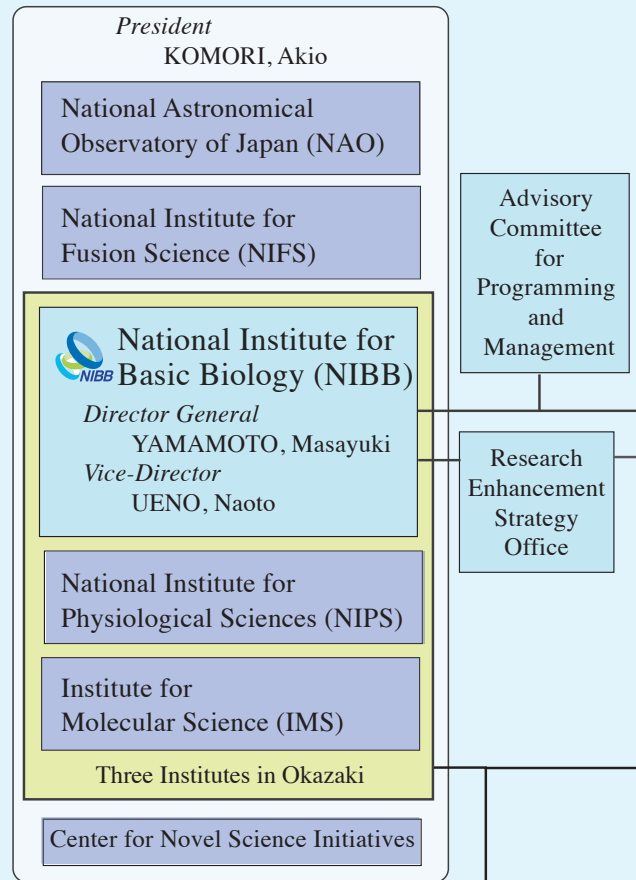 President
KOMORI, Akio
National Astronomical
Observatory of Japan (NAO)
National Institute for
Fusion Science (NIFS)
NIBB
National Institute for
Basic Biology (NIBB)
Director General
YAMAMOTO, Masayuki
Vice-Director
UENO, Naoto
National Institute for
Physiological Sciences (NIPS)
Institute for
Molecular Science (IMS)
Three Institutes in Okazaki
Center for Novel Science Initiatives
Advisory
Committee
for
Programming
and
Management
Research
Enhancement
Strategy
Office